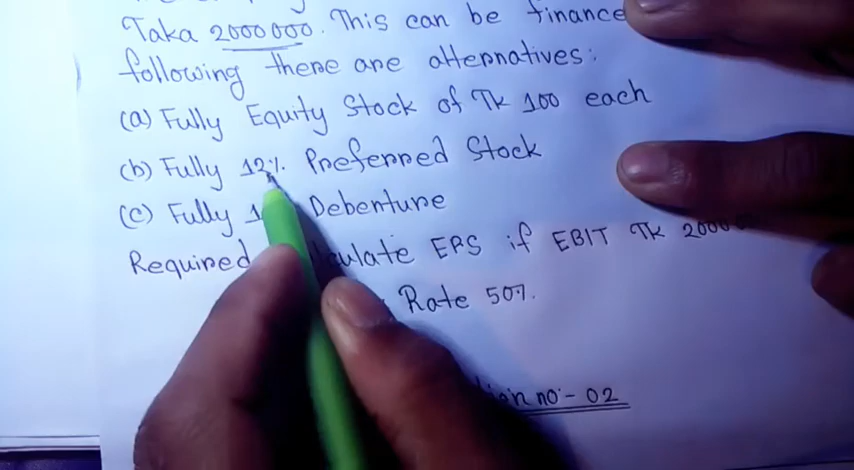 Taka 2000000. This can be finance
following there are alternatives:
(a) Fully Equity Stock of Tk 100 each
(b) Fully 12% Preferred Stock
(c) Fully Debenture
Required EPS if EBIT Tk
Rate 50%.
no:- 02